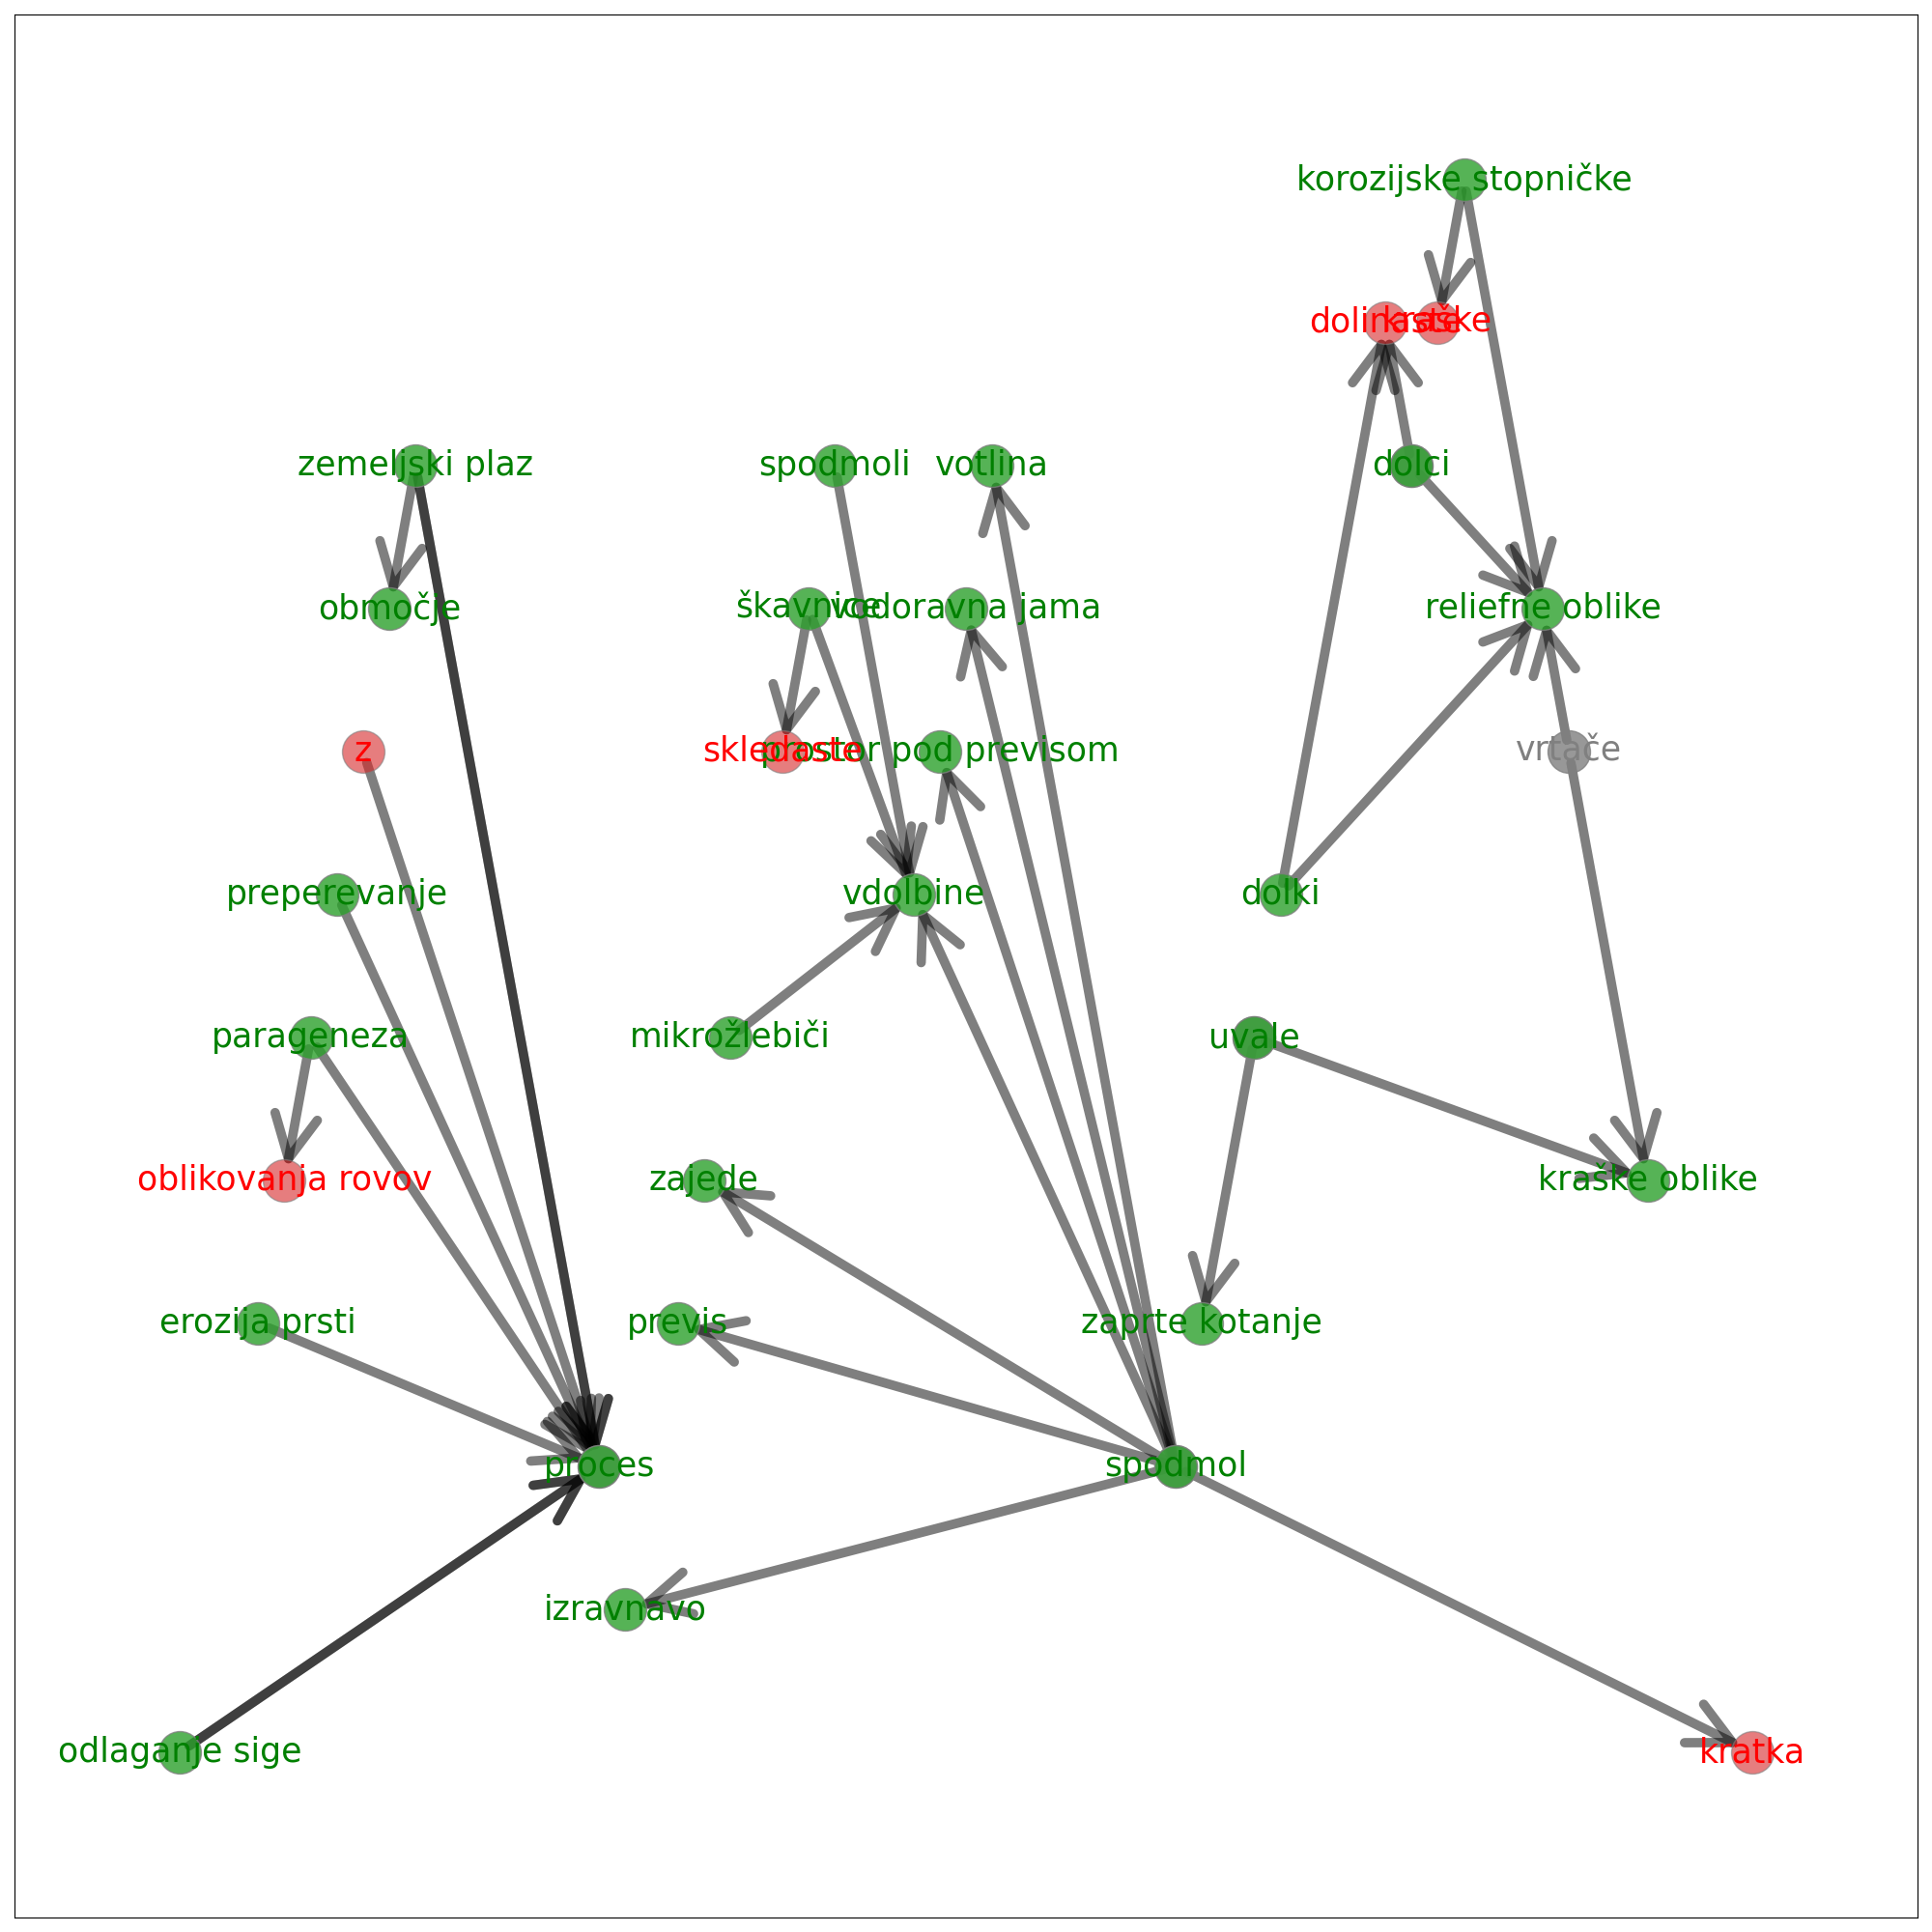 korozijske stopničke
dolinaste
kraške
zemeljski plaz
spodmoli
votlina
dolci
območje
škavnice
vodoravna jama
reliefne oblike
z
skledaste
prostor pod previsom
vrtače
preperevanje
vdolbine
dolki
parageneza
mikrožlebiči
uvale
oblikovanja rovov
zajede
kraške oblike
erozija prsti
previs
zaprte kotanje
proces
spodmol
izravnavo
odlaganje sige
kratka